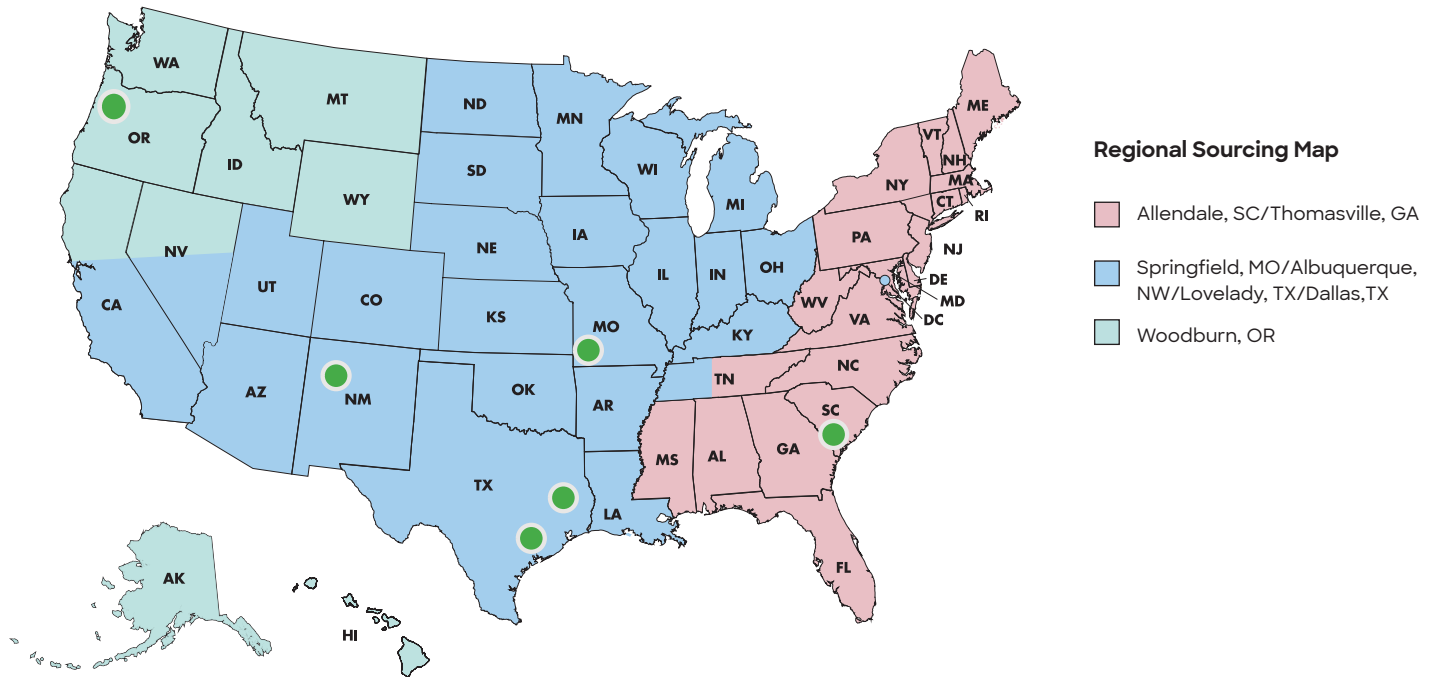 WA
MT
ND
MN
ME
OR
ID
WY
SD
WI
MI
VT
NH
NY
MA
CT
RI
NV
NE
IA
PA
NJ
UT
CO
KS
IL
IN
OH
WV
VA
DE
MD
DC
CA
MO
KY
AZ
NM
OK
AR
TN
NC
SC
TX
LA
MS
AL
GA
FL
AK
HI
Regional Sourcing Map
Allendale, SC/Thomasville, GA
Springfield, MO/Albuquerque,
NW/Lovelady, TX/Dallas,TX
Woodburn, OR